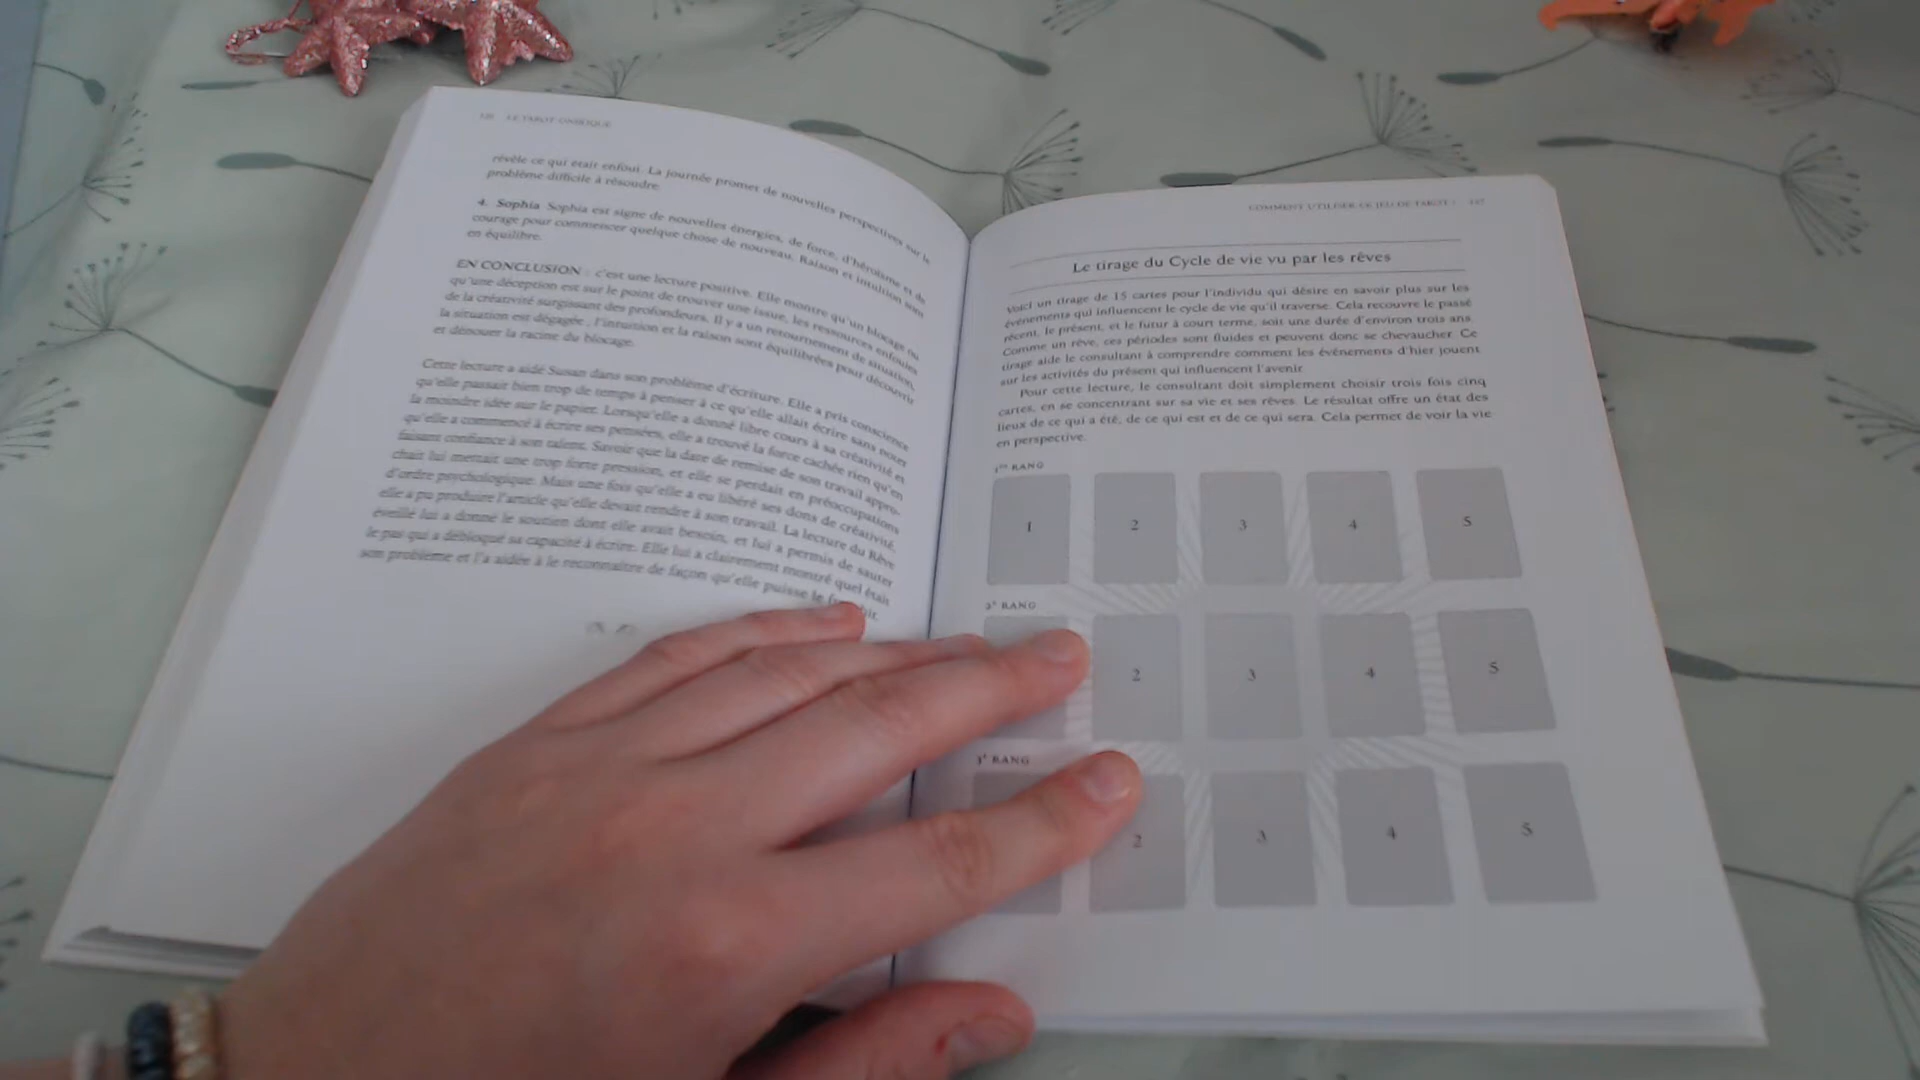 LE TAROT ONIRIQUE
révèle ce qui était enfoui. La journée promet de nouvelles perspectives sur le
problème difficile à résoudre.
4. Sophia Sophia est signe de nouvelles énergies, de force, d'héroïsme et de
courage pour commencer quelque chose de nouveau. Raison et intuition sont
en équilibre.
EN CONCLUSION : c'est une lecture positive. Elle montre qu'un blocage ou
qu'une déception est sur le point de trouver une issue, les ressources enfouies
de la créativité surgissant des profondeurs. Il y a un retournement de situation,
la situation est dégagée, l'intuition et la raison sont équilibrées pour découvrir
et dénouer la racine du blocage.
Cette lecture a aidé Susan dans son problème d'écriture. Elle a pris conscience
qu'elle passait bien trop de temps à penser à ce qu'elle allait écrire sans noter
la moindre idée sur le papier. Lorsqu'elle a donné libre cours à sa créativité et
qu'elle a commencé à écrire ses pensées, elle a trouvé la force cachée rien qu'en
faisant confiance à son talent. Savoir que la date de remise de son travail appro-
chait lui mettait une trop forte pression, et elle se perdait en préoccupations
d'ordre psychologique. Mais une fois qu'elle a eu libéré ses dons de créativité,
elle a pu produire l'article qu'elle devait rendre à son travail. La lecture du Rêve
éveillé lui a donné le soutien dont elle avait besoin, et lui a permis de sauter
le pas qui a débloqué sa capacité à écrire. Elle lui a clairement montré quel était
son problème et l'a aidée à le reconnaître de façon qu'elle puisse le
COMMENT UTILISER CE JEU DE TAROT ?
Le tirage du Cycle de vie vu par les rêves
Voici un tirage de 15 cartes pour l'individu qui désire en savoir plus sur les
événements qui influencent le cycle de vie qu'il traverse. Cela recouvre le passé
récent, le présent, et le futur à court terme, soit une durée d'environ trois ans.
Comme un rêve, ces périodes sont fluides et peuvent donc se chevaucher. Ce
tirage aide le consultant à comprendre comment les événements d'hier jouent
sur les activités du présent qui influencent l'avenir.
Pour cette lecture, le consultant doit simplement choisir trois fois cinq
cartes, en se concentrant sur sa vie et ses rêves. Le résultat offre un état des
lieux de ce qui a été, de ce qui est et de ce qui sera. Cela permet de voir la vie
en perspective.
1er RANG
1 2 3 4 5
2e RANG
2 3 4 5
3e RANG
2 3 4 5